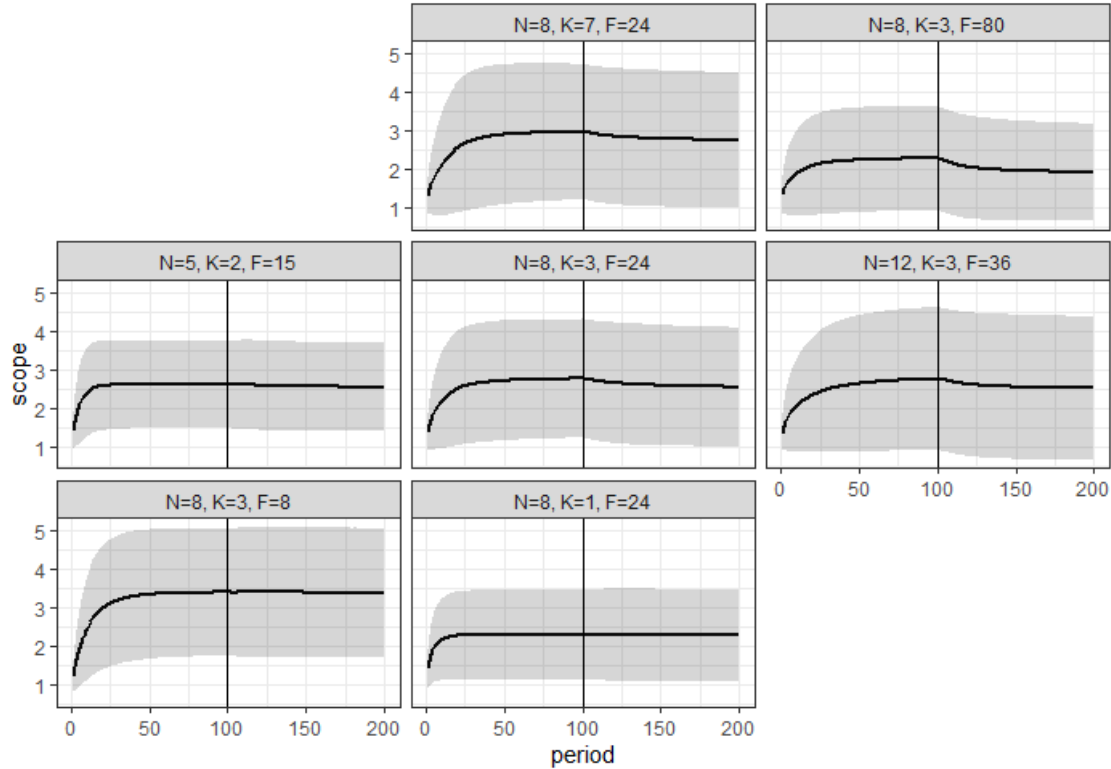 N=8, K=7, F=24
N=8, K=3, F=80
5
4
3
2
1
N=5, K=2, F=15
N=8, K=3, F=24
N=12, K=3, F=36
5
4
3
2
1
scope
0 50 100 150 200
N=8, K=3, F=8
N=8, K=1, F=24
5
4
3
2
1
0 50 100 150 200
0 50 100 150 200
period